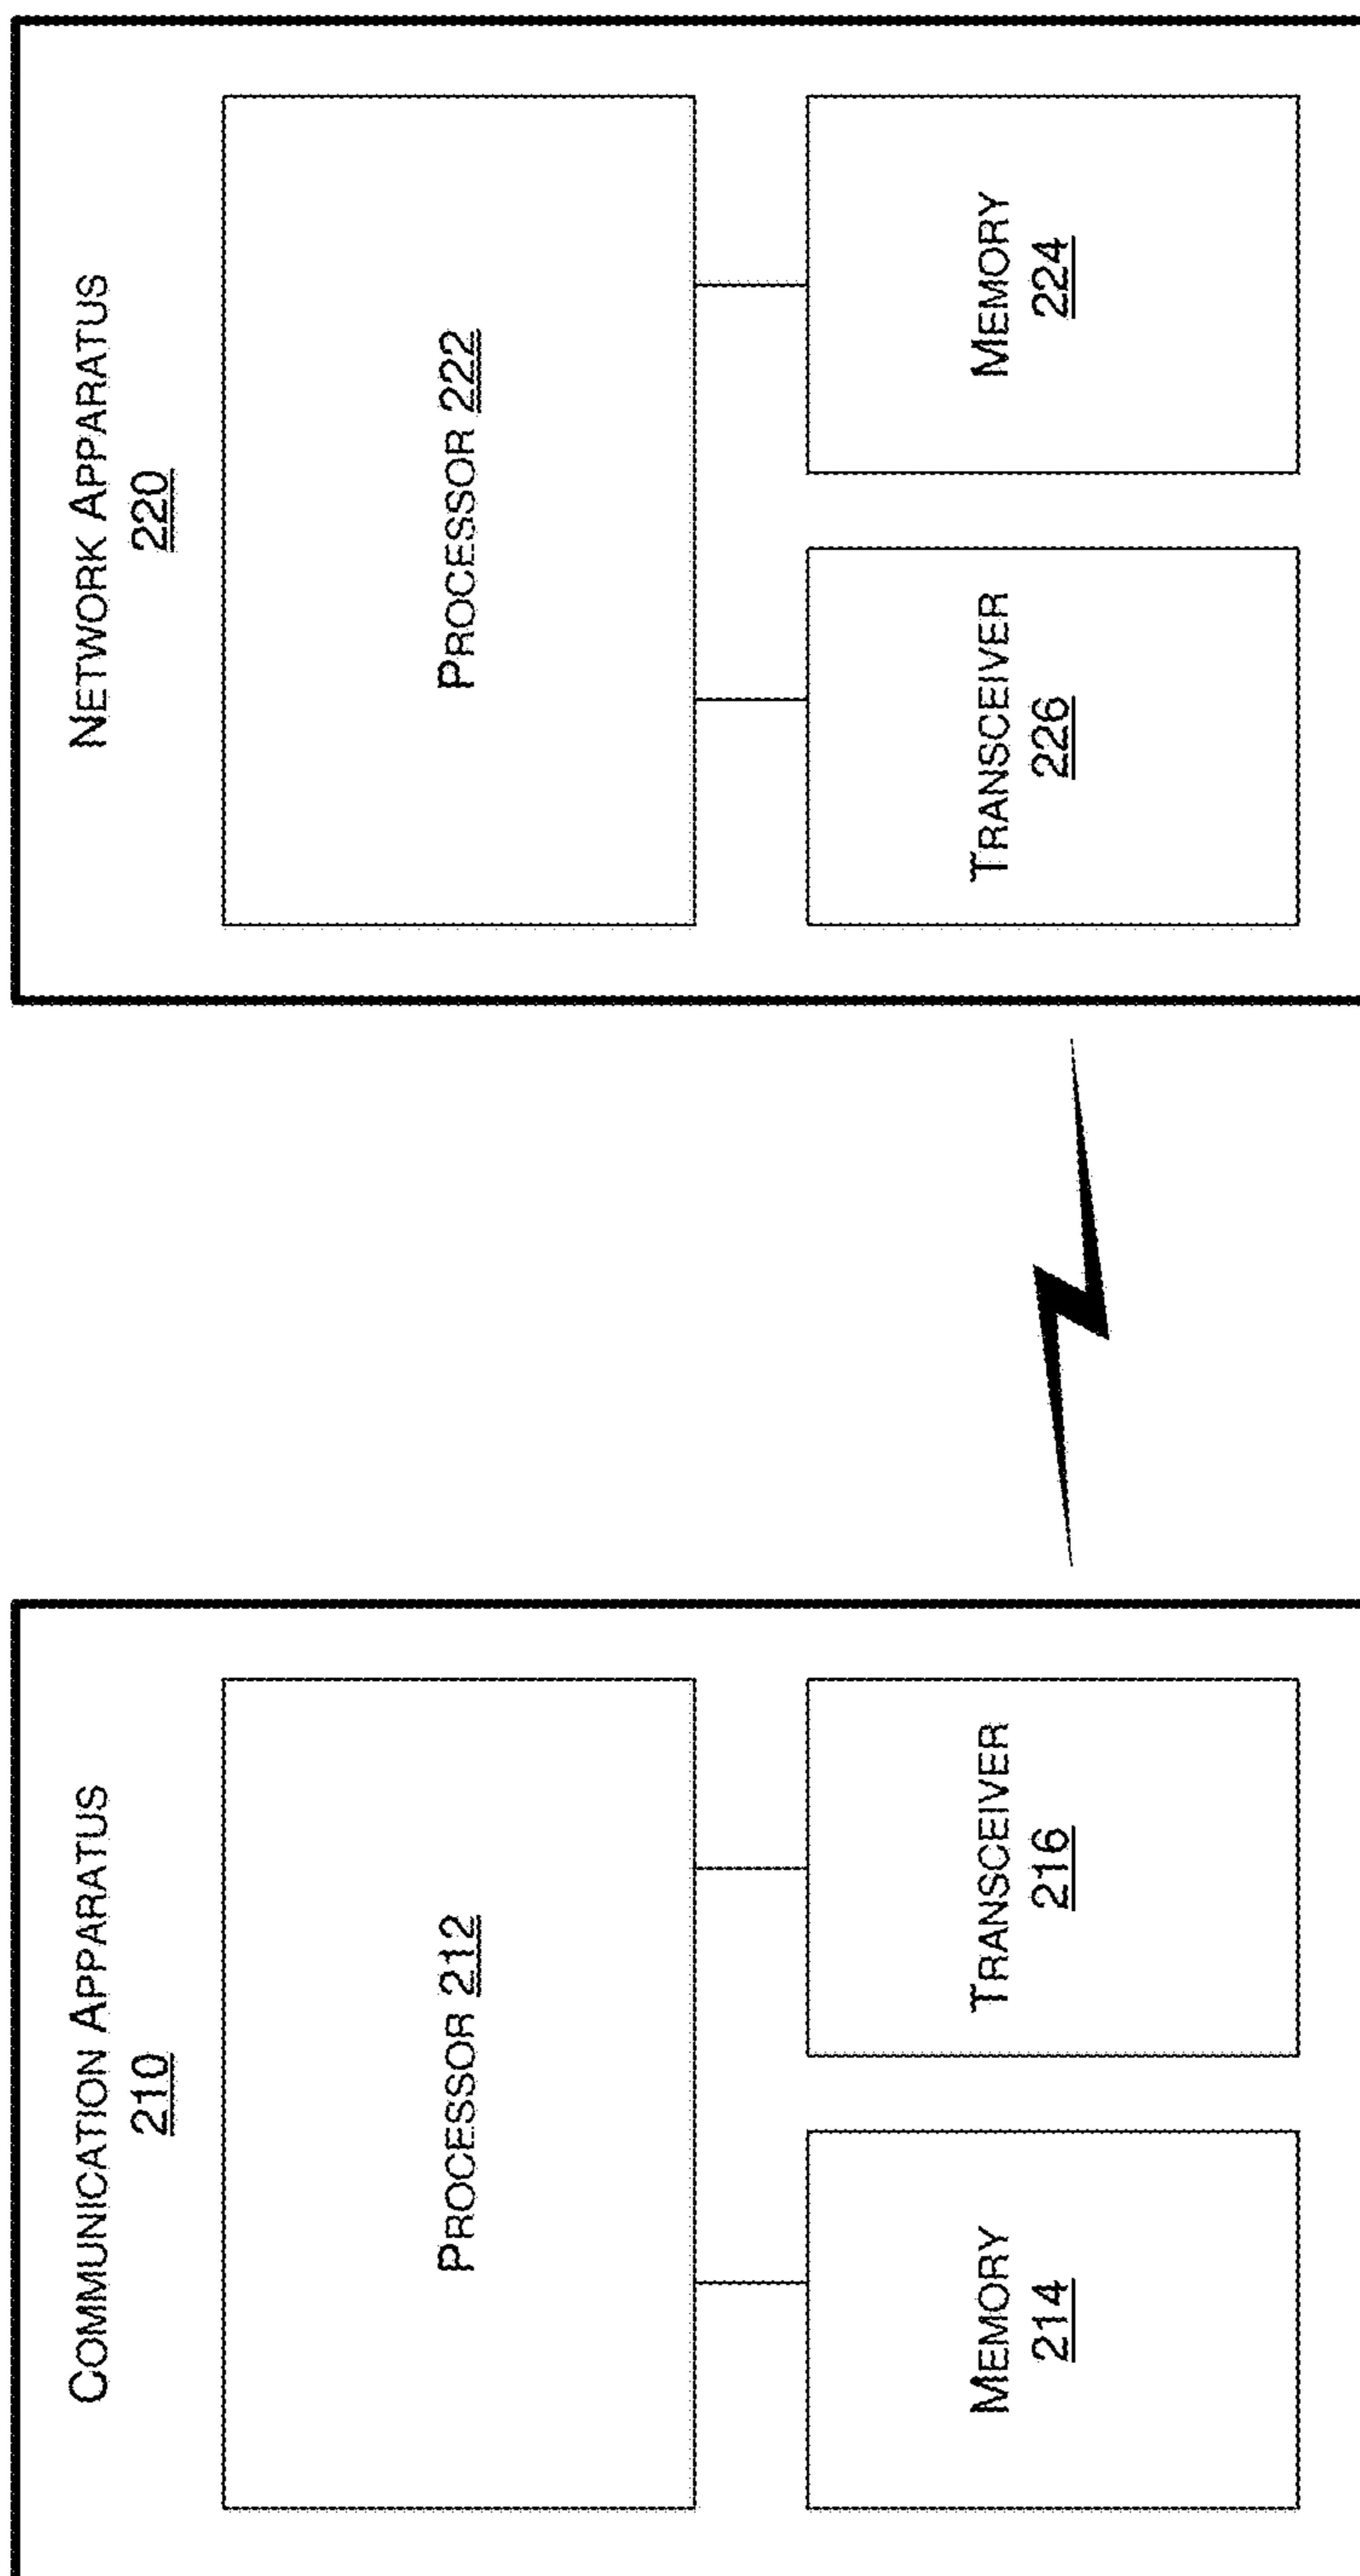 COMMUNICATION APPARATUS
210
PROCESSOR 212
MEMORY
214
TRANSCEIVER
216
NETWORK APPARATUS
220
PROCESSOR 222
TRANSCEIVER
226
MEMORY
224